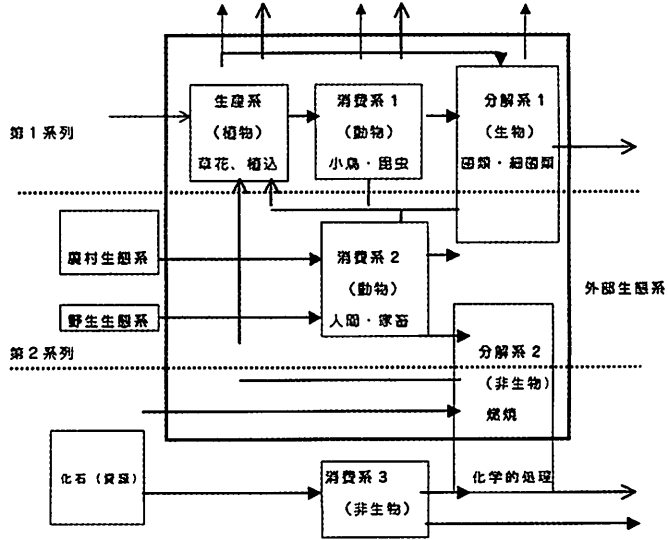 生産系
（植物）
草花、植込
消費系1
（動物）
小鳥・昆虫
分解系1
（生物）
菌類・細菌類
第1系列
農村生態系
野生生態系
消費系2
（動物）
人間・家畜
外部生態系
第2系列
分解系2
（非生物）
燃焼
化学的処理
化石（資源）
消費系3
（非生物）